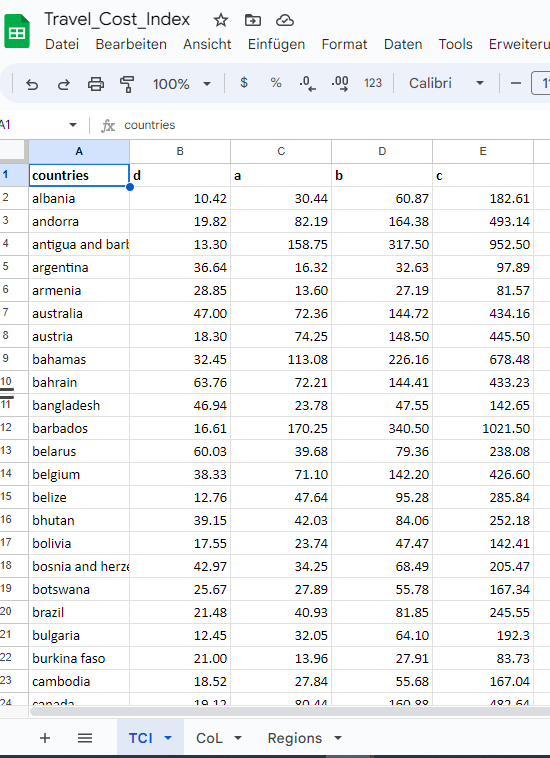 Travel_Cost_Index
Datei Bearbeiten Ansicht Einfügen Format Daten Tools Erweiteru
100% $ % .0 .00 123 Calibri 11
A1 fx countries
A B C D E
1 countries d a b c
2 albania 10.42 30.44 60.87 182.61
3 andorra 19.82 82.19 164.38 493.14
4 antigua and barb 13.30 158.75 317.50 952.50
5 argentina 36.64 16.32 32.63 97.89
6 armenia 28.85 13.60 27.19 81.57
7 australia 47.00 72.36 144.72 434.16
8 austria 18.30 74.25 148.50 445.50
9 bahamas 32.45 113.08 226.16 678.48
10 bahrain 63.76 72.21 144.41 433.23
11 bangladesh 46.94 23.78 47.55 142.65
12 barbados 16.61 170.25 340.50 1021.50
13 belarus 60.03 39.68 79.36 238.08
14 belgium 38.33 71.10 142.20 426.60
15 belize 12.76 47.64 95.28 285.84
16 bhutan 39.15 42.03 84.06 252.18
17 bolivia 17.55 23.74 47.47 142.41
18 bosnia and herze 42.97 34.25 68.49 205.47
19 botswana 25.67 27.89 55.78 167.34
20 brazil 21.48 40.93 81.85 245.55
21 bulgaria 12.45 32.05 64.10 192.3
22 burkina faso 21.00 13.96 27.91 83.73
23 cambodia 18.52 27.84 55.68 167.04
24 canada 19.12 80.44 160.88 482.64
TCI CoL Regions